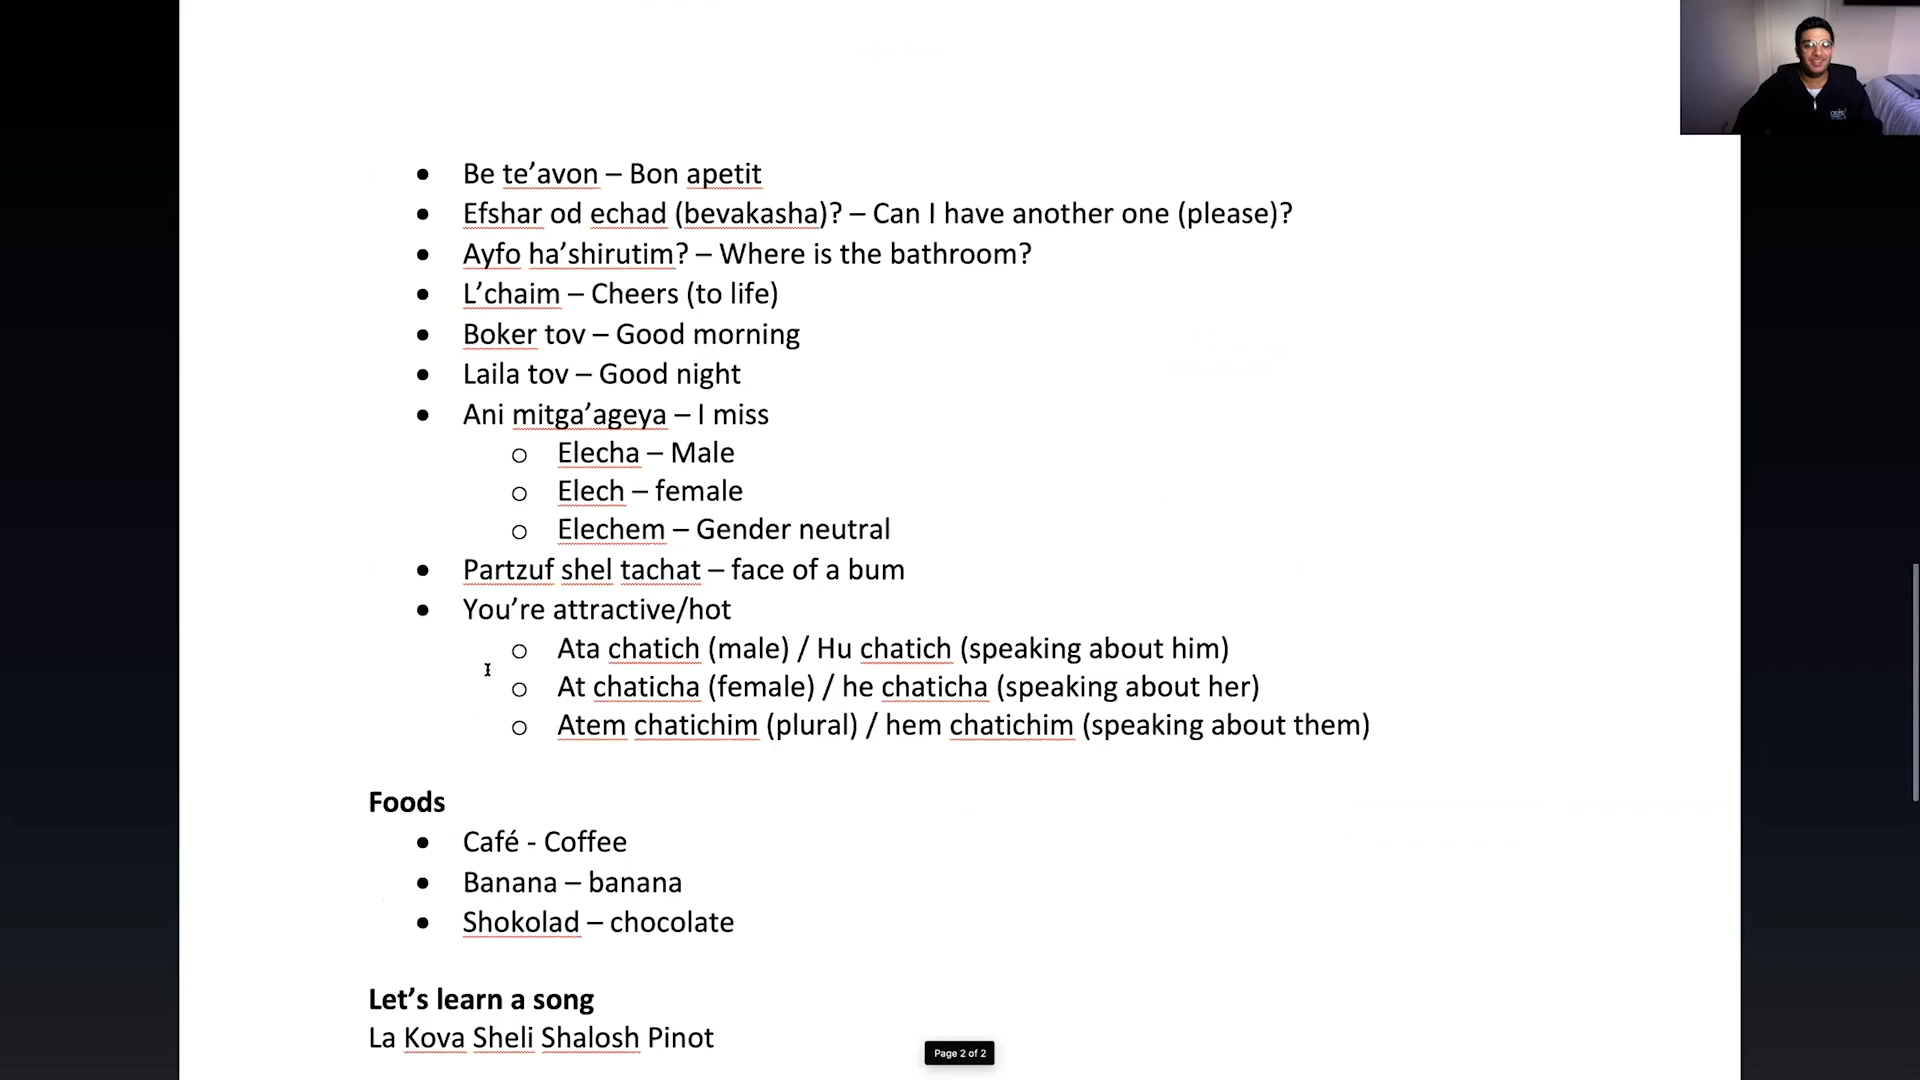 Be te’avon – Bon apetit
Efshar od echad (bevakasha)? – Can I have another one (please)?
Ayfo ha’shirutim? – Where is the bathroom?
L’chaim – Cheers (to life)
Boker tov – Good morning
Laila tov – Good night
Ani mitga’ageya – I miss
Elecha – Male
Elech – female
Elechem – Gender neutral
Partzuf shel tachat – face of a bum
You’re attractive/hot
Ata chatich (male) / Hu chatich (speaking about him)
At chaticha (female) / he chaticha (speaking about her)
Atem chatichim (plural) / hem chatichim (speaking about them)
Foods
Café - Coffee
Banana – banana
Shokolad – chocolate
Let’s learn a song
La Kova Sheli Shalosh Pinot
Page 2 of 2